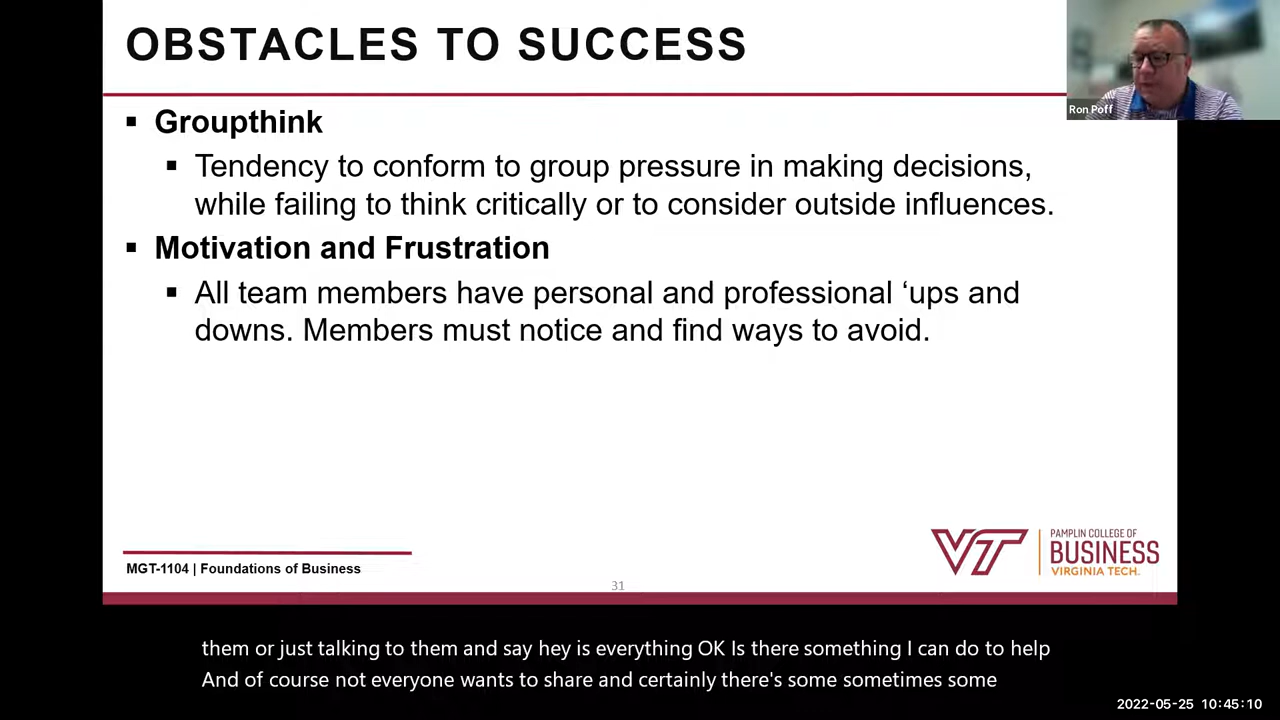 OBSTACLES TO SUCCESS
Ron Poff
▪ Groupthink
▪ Tendency to conform to group pressure in making decisions,
while failing to think critically or to consider outside influences.
▪ Motivation and Frustration
▪ All team members have personal and professional ‘ups and
downs. Members must notice and find ways to avoid.
VT
PAMPLIN COLLEGE OF
BUSINESS
VIRGINIA TECH.
MGT-1104 | Foundations of Business
31
them or just talking to them and say hey is everything OK Is there something I can do to help
And of course not everyone wants to share and certainly there's some sometimes some
2022-05-25 10:45:10